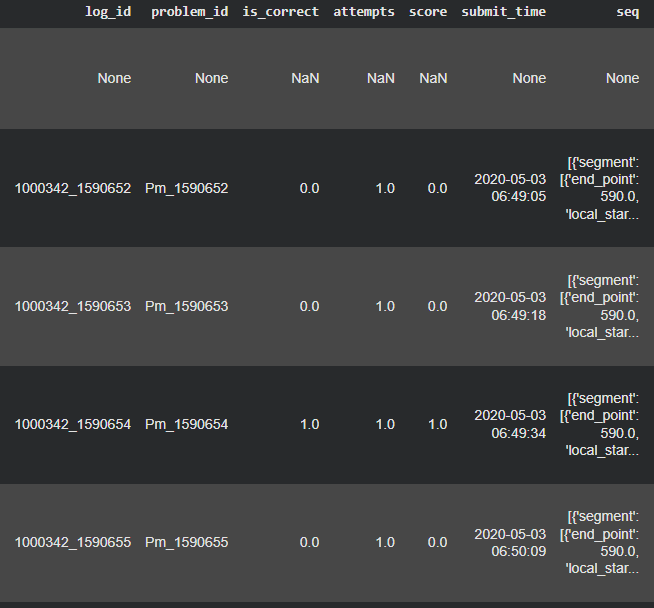 log_id problem_id is_correct attempts score submit_time seq
None None NaN NaN NaN None None
[{'segment':
2020-05-03 [{'end_point':
1000342_1590652 Pm_1590652 0.0 1.0 0.0
06:49:05 590.0,
'local_star...
[{'segment':
2020-05-03 [{'end_point':
1000342_1590653 Pm_1590653 0.0 1.0 0.0
06:49:18 590.0,
'local_star...
[{'segment':
2020-05-03 [{'end_point':
1000342_1590654 Pm_1590654 1.0 1.0 1.0
06:49:34 590.0,
'local_star...
[{'segment':
2020-05-03 [{'end_point':
1000342_1590655 Pm_1590655 0.0 1.0 0.0
06:50:09 590.0,
'local_star...